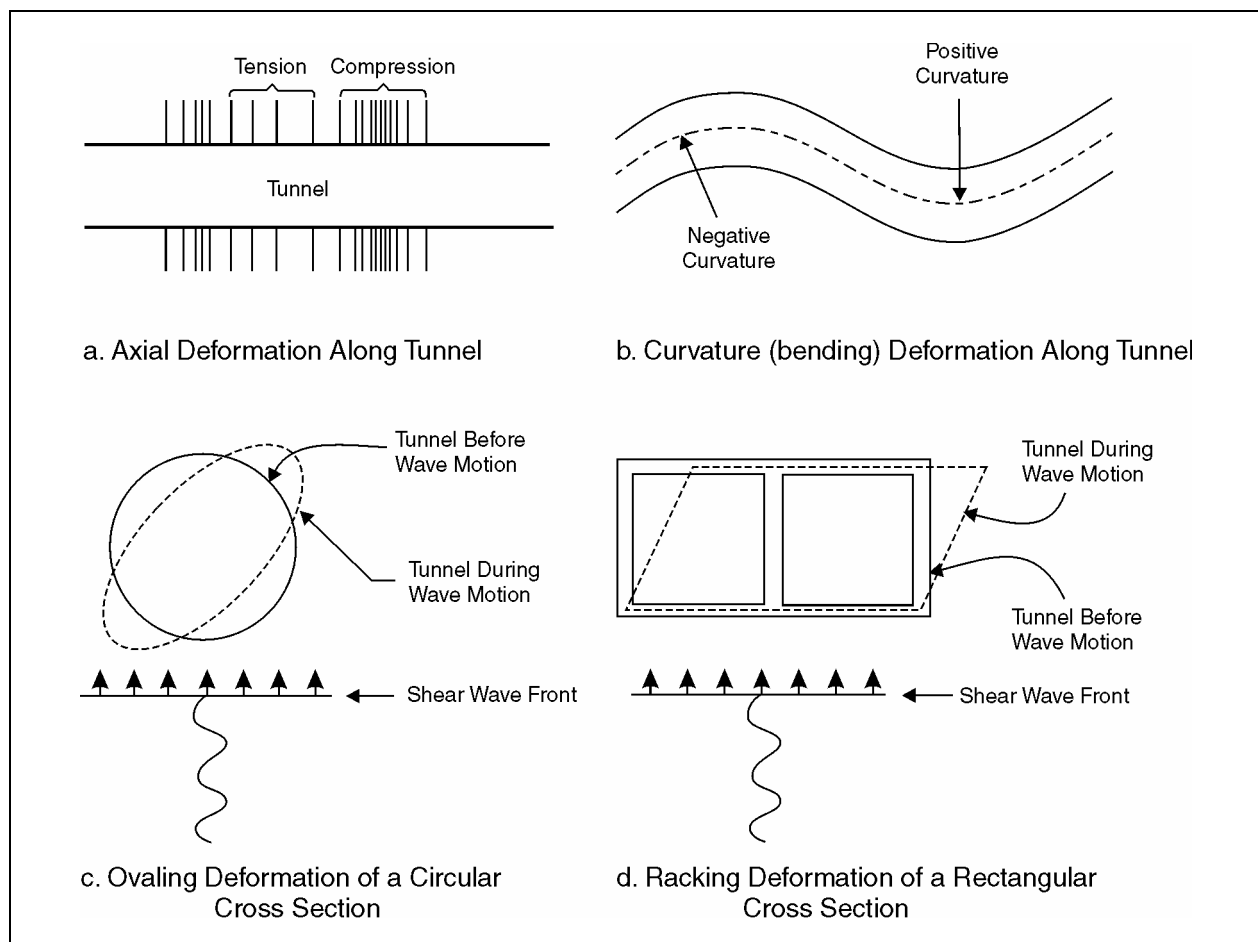 Tension
Compression
Tunnel
a. Axial Deformation Along Tunnel
Positive
Curvature
Negative
Curvature
b. Curvature (bending) Deformation Along Tunnel
Tunnel Before
Wave Motion
Tunnel During
Wave Motion
Shear Wave Front
c. Ovaling Deformation of a Circular
Cross Section
Tunnel During
Wave Motion
Tunnel Before
Wave Motion
Shear Wave Front
d. Racking Deformation of a Rectangular
Cross Section